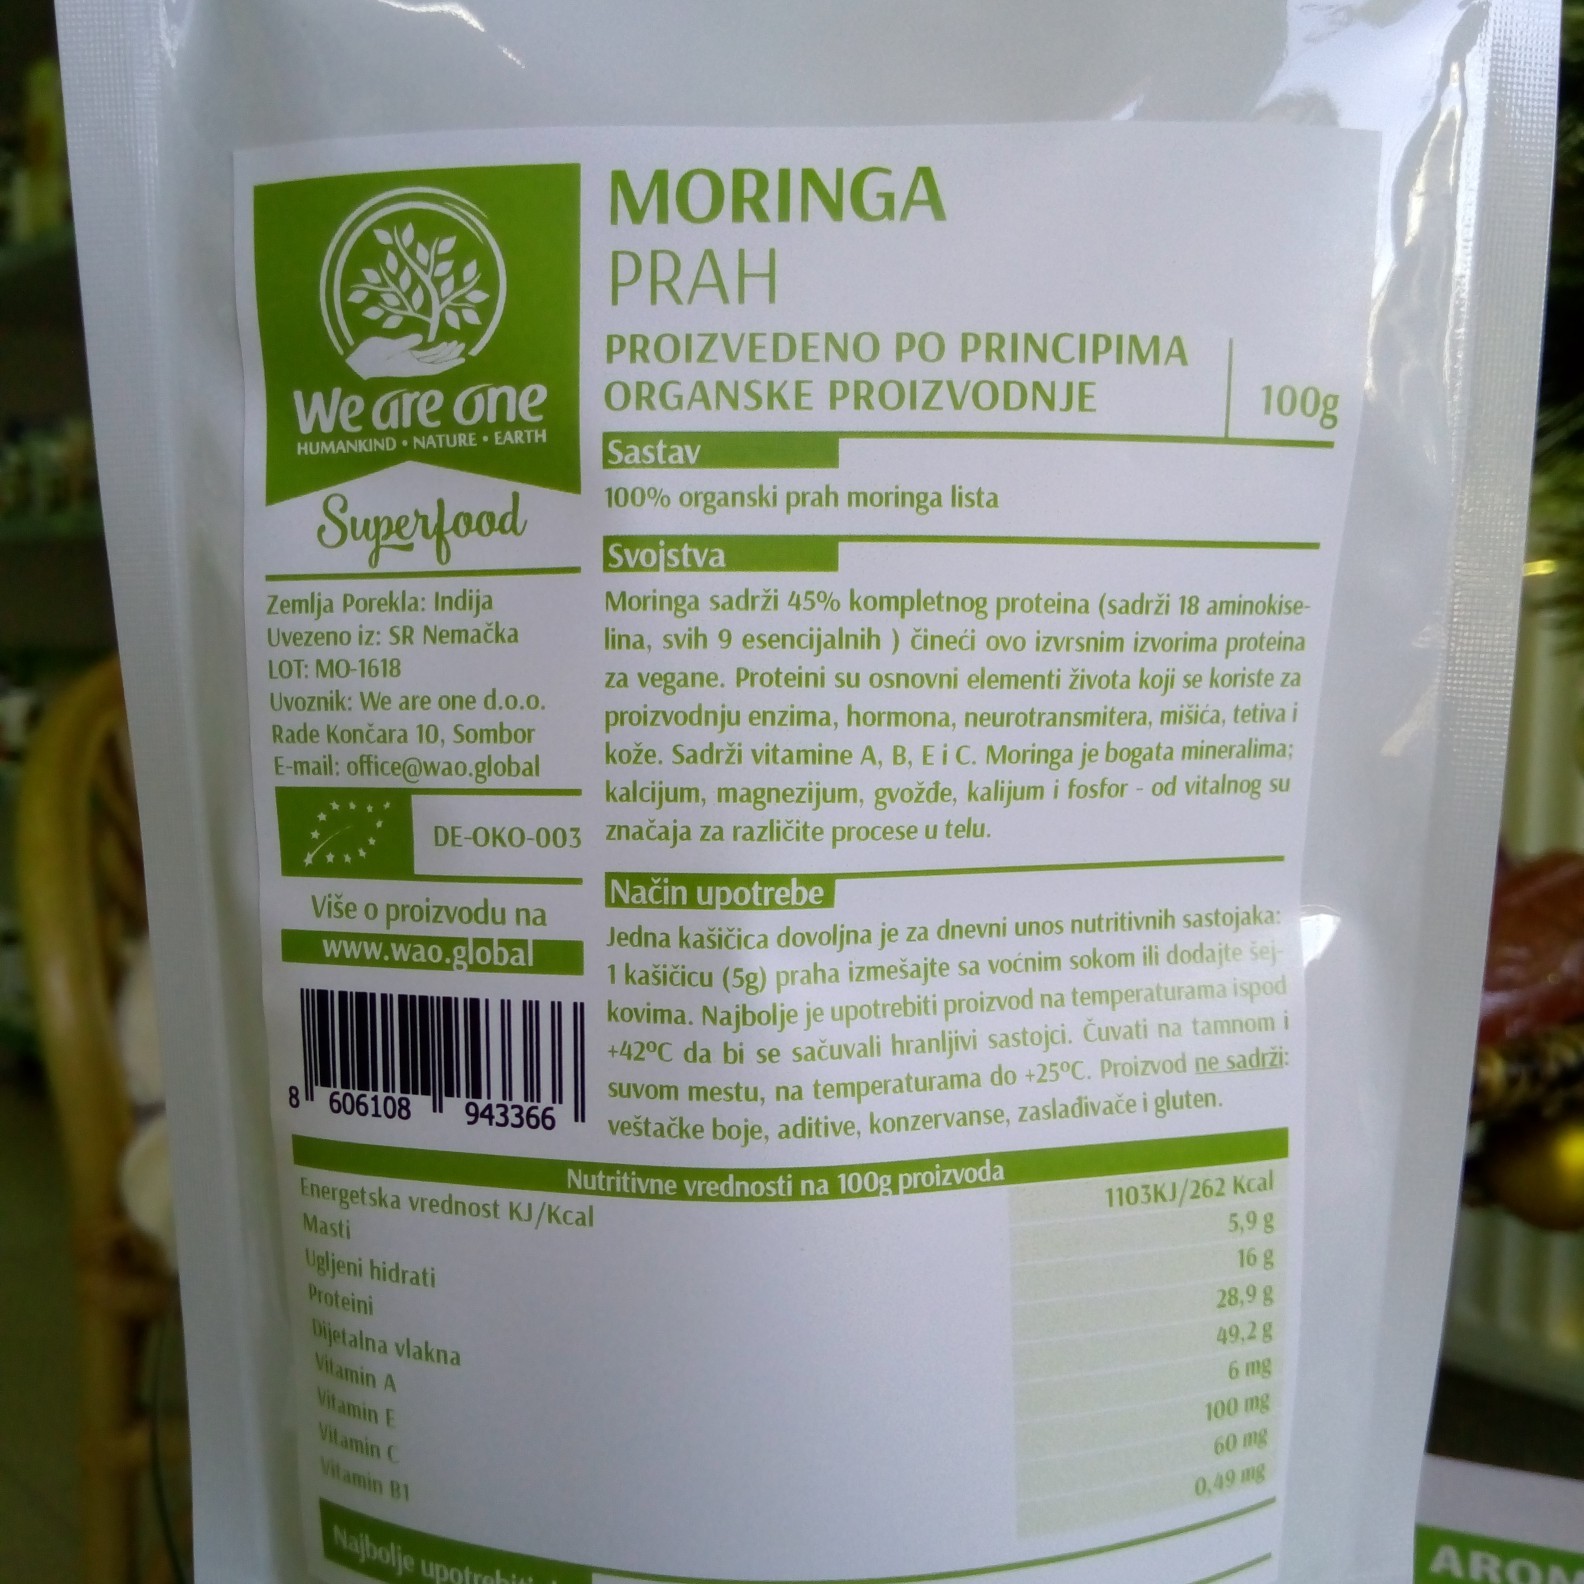 We are one
HUMANKIND • NATURE • EARTH
Superfood
Zemlja Porekla: Indija
Uvezeno iz: SR Nemačka
LOT: MO-1618
Uvoznik: We are one d.o.o.
Rade Končara 10, Sombor
E-mail: office@wao.global
DE-OKO-003
Više o proizvodu na
www.wao.global
8 606108 943366
MORINGA
PRAH
PROIZVEDENO PO PRINCIPIMA
ORGANSKE PROIZVODNJE
100g
Sastav
100% organski prah moringa lista
Svojstva
Moringa sadrži 45% kompletnog proteina (sadrži 18 aminokise-
lina, svih 9 esencijalnih ) čineći ovo izvrsnim izvorima proteina
za vegane. Proteini su osnovni elementi života koji se koriste za
proizvodnju enzima, hormona, neurotransmitera, mišića, tetiva i
kože. Sadrži vitamine A, B, E i C. Moringa je bogata mineralima;
kalcijum, magnezijum, gvožđe, kalijum i fosfor - od vitalnog su
značaja za različite procese u telu.
Način upotrebe
Jedna kašičica dovoljna je za dnevni unos nutritivnih sastojaka:
1 kašičicu (5g) praha izmešajte sa voćnim sokom ili dodajte šej-
kovima. Najbolje je upotrebiti proizvod na temperaturama ispod
+42ºC da bi se sačuvali hranljivi sastojci. Čuvati na tamnom i
suvom mestu, na temperaturama do +25ºC. Proizvod ne sadrži:
veštačke boje, aditive, konzervanse, zaslađivače i gluten.
Nutritivne vrednosti na 100g proizvoda
Energetska vrednost KJ/Kcal 1103KJ/262 Kcal
Masti 5,9 g
Ugljeni hidrati 16 g
Proteini 28,9 g
Dijetalna vlakna 49,2 g
Vitamin A 6 mg
Vitamin E 100 mg
Vitamin C 60 mg
Vitamin B1 0,49 mg
Najbolje
AROM